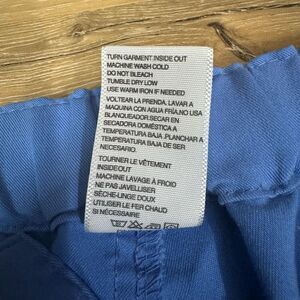 TURN GARMENT INSIDE OUT
MACHINE WASH COLD
DO NOT BLEACH
TUMBLE DRY LOW
USE WARM IRON IF NEEDED
VOLTEAR LA PRENDA. LAVAR A
MAQUINA CON AGUA FRÍA.NO USA
BLANQUEADOR.SECAR EN
SECADORA DOMÉSTICA A
TEMPERATURA BAJA .PLANCHAR A
TEMPERATURA BAJA DE SER
NECESARIO.
TOURNER LE VÊTEMENT
INSIDEOUT
MACHINE LAVAGE À FROID
NE PAS JAVELLISER
SÈCHE-LINGE DOUX
UTILISER LE FER CHAUD
SI NÉCESSAIRE